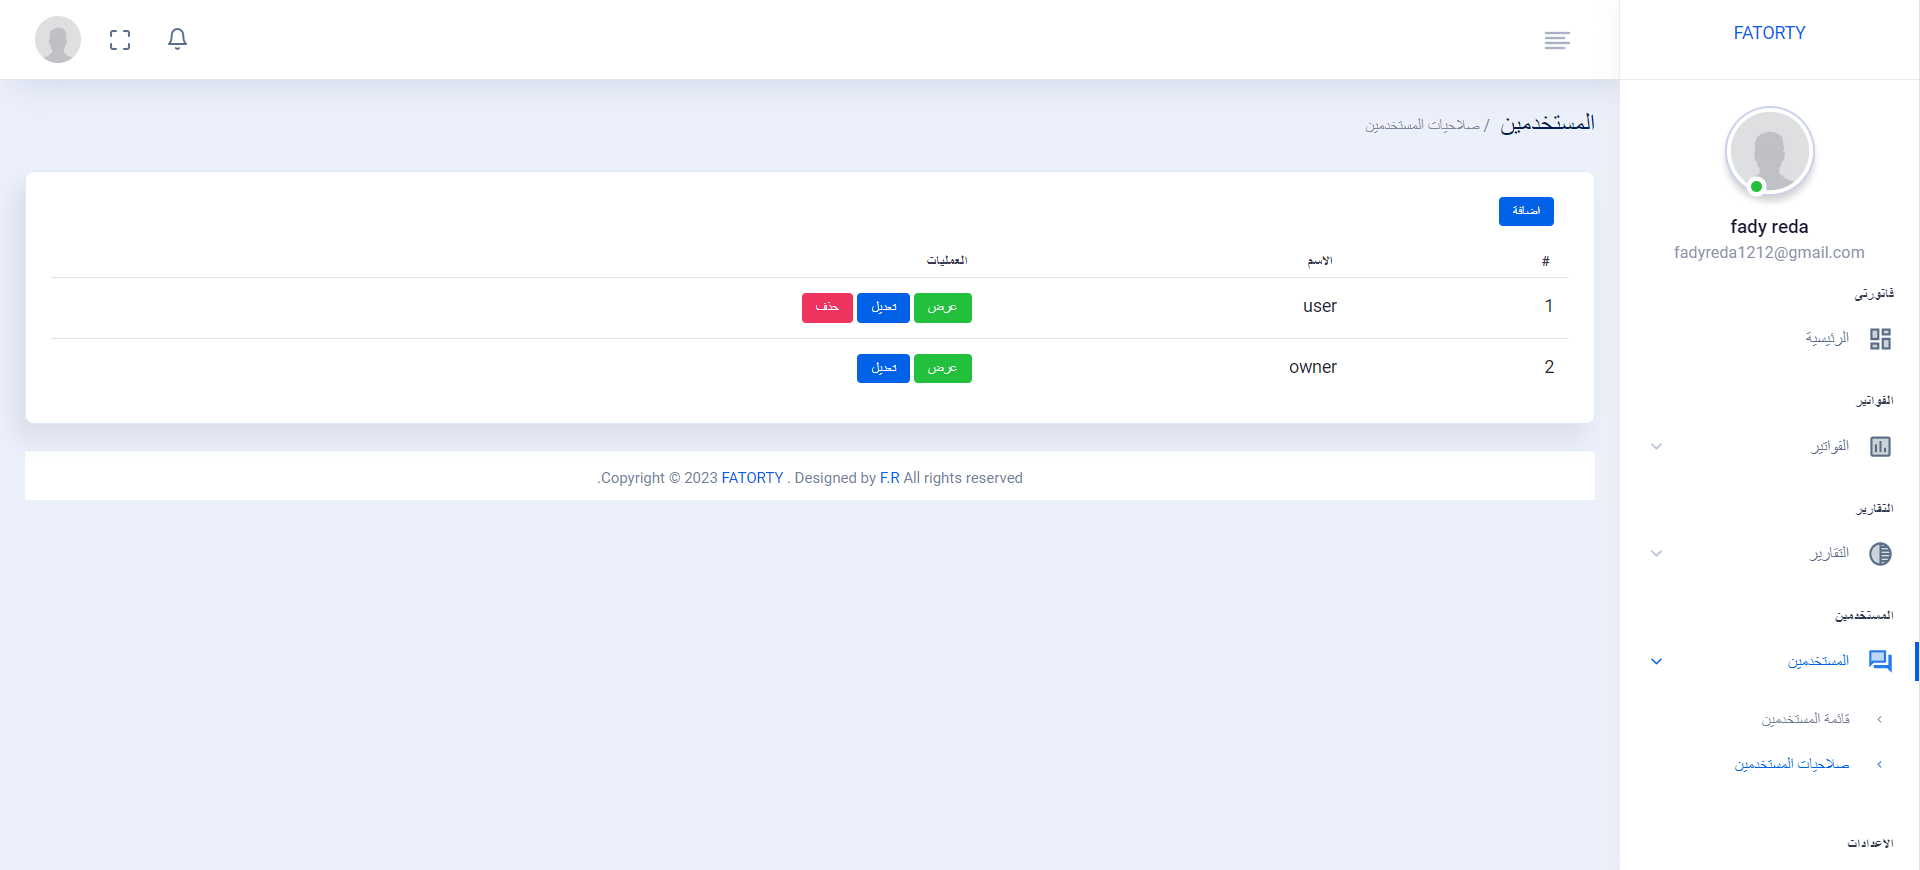 FATORTY
fady reda
fadyreda1212@gmail.com
فاتورتى
الرئيسية
الفواتير
الفواتير
التقارير
التقارير
المستخدمين
المستخدمين
قائمة المستخدمين
صلاحيات المستخدمين
الاعدادات
المستخدمين / صلاحيات المستخدمين
اضافة
# الاسم العمليات
1 user عرض تعديل حذف
2 owner عرض تعديل
.Copyright © 2023 FATORTY . Designed by F.R All rights reserved